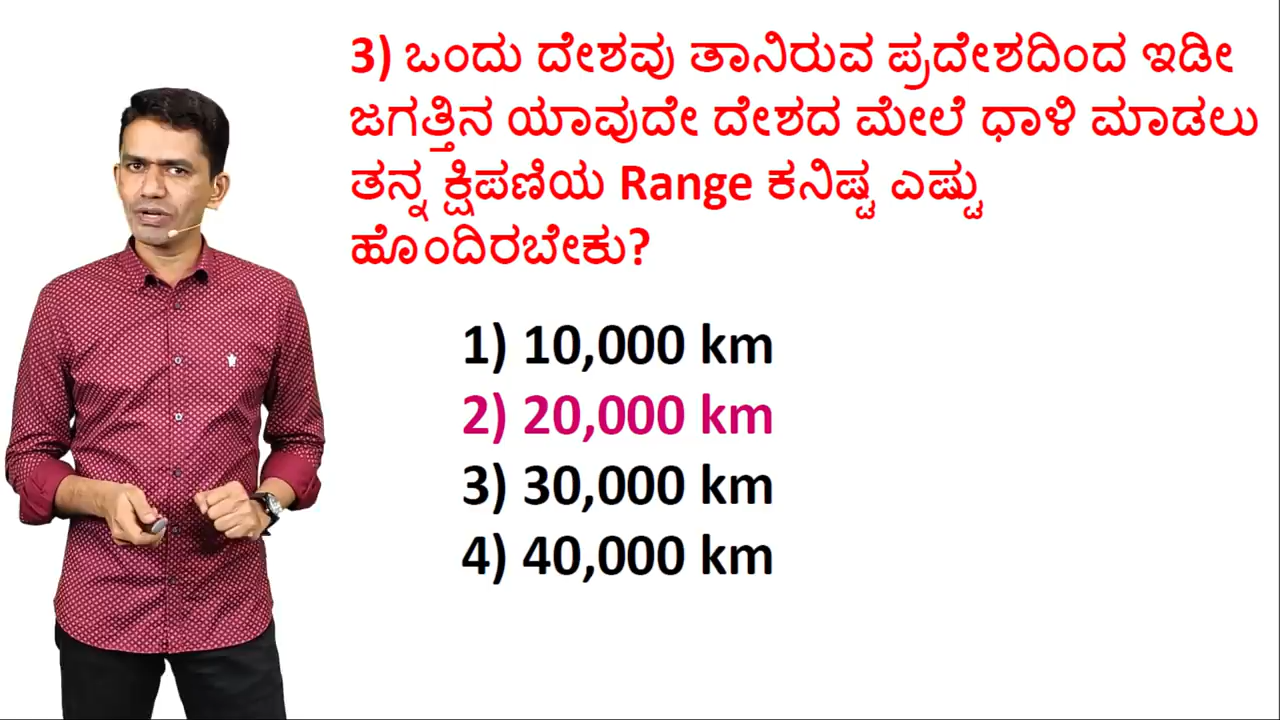 3) ಒಂದು ದೇಶವು ತಾನಿರುವ ಪ್ರದೇಶದಿಂದ ಇಡೀ
ಜಗತ್ತಿನ ಯಾವುದೇ ದೇಶದ ಮೇಲೆ ಧಾಳಿ ಮಾಡಲು
ತನ್ನ ಕ್ಷಿಪಣಿಯ Range ಕನಿಷ್ಟ ಎಷ್ಟು
ಹೊಂದಿರಬೇಕು?
1) 10,000 km
2) 20,000 km
3) 30,000 km
4) 40,000 km